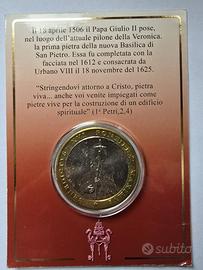 Il 18 aprile 1506 il Papa Giulio II pose,
nel luogo dell'attuale pilone della Veronica,
la prima pietra della nuova Basilica di
San Pietro. Essa fu completata con la
facciata nel 1612 e consacrata da
Urbano VIII il 18 novembre del 1625.
"Stringendovi attorno a Cristo, pietra
viva... anche voi venite impiegati come
pietre vive per la costruzione di un edificio
spirituale" (1ª Petri,2,4)
subito